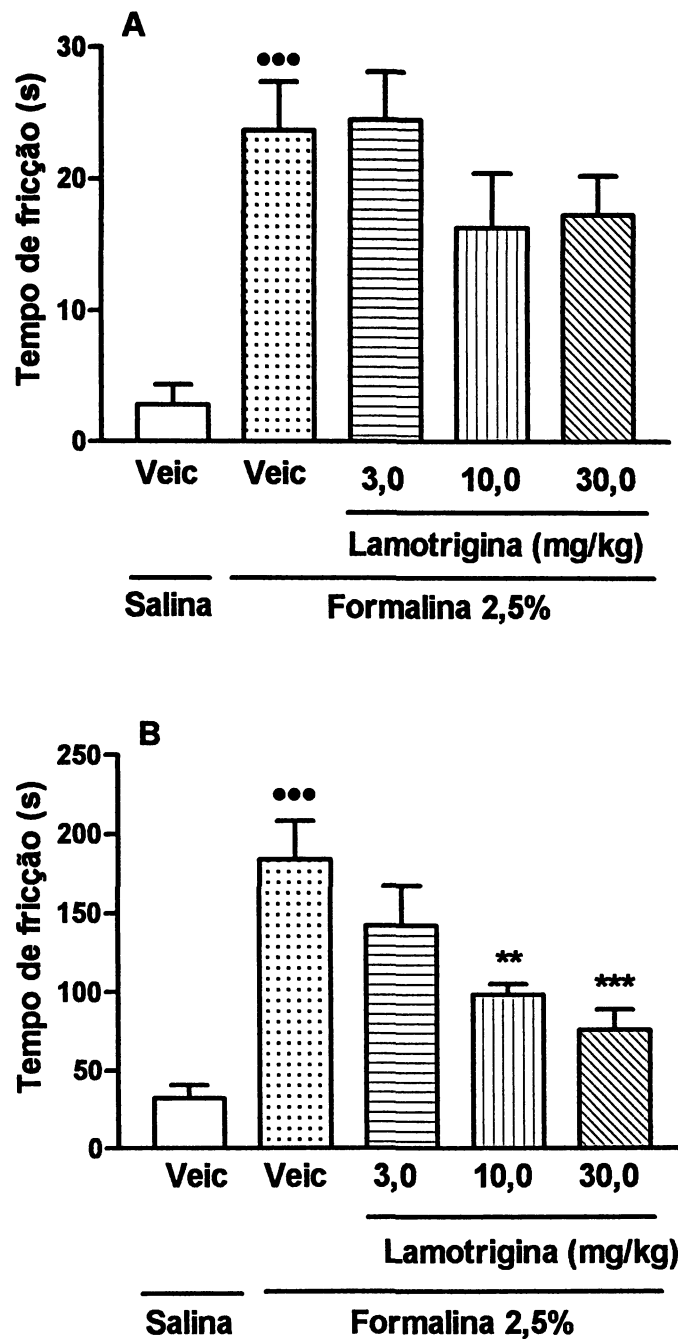 A
Tempo de fricção (s)
30
20
10
0
•••
Veic Veic 3,0 10,0 30,0
Lamotrigina (mg/kg)
Salina Formalina 2,5%
B
Tempo de fricção (s)
250
200
150
100
50
0
•••
**
***
Veic Veic 3,0 10,0 30,0
Lamotrigina (mg/kg)
Salina Formalina 2,5%